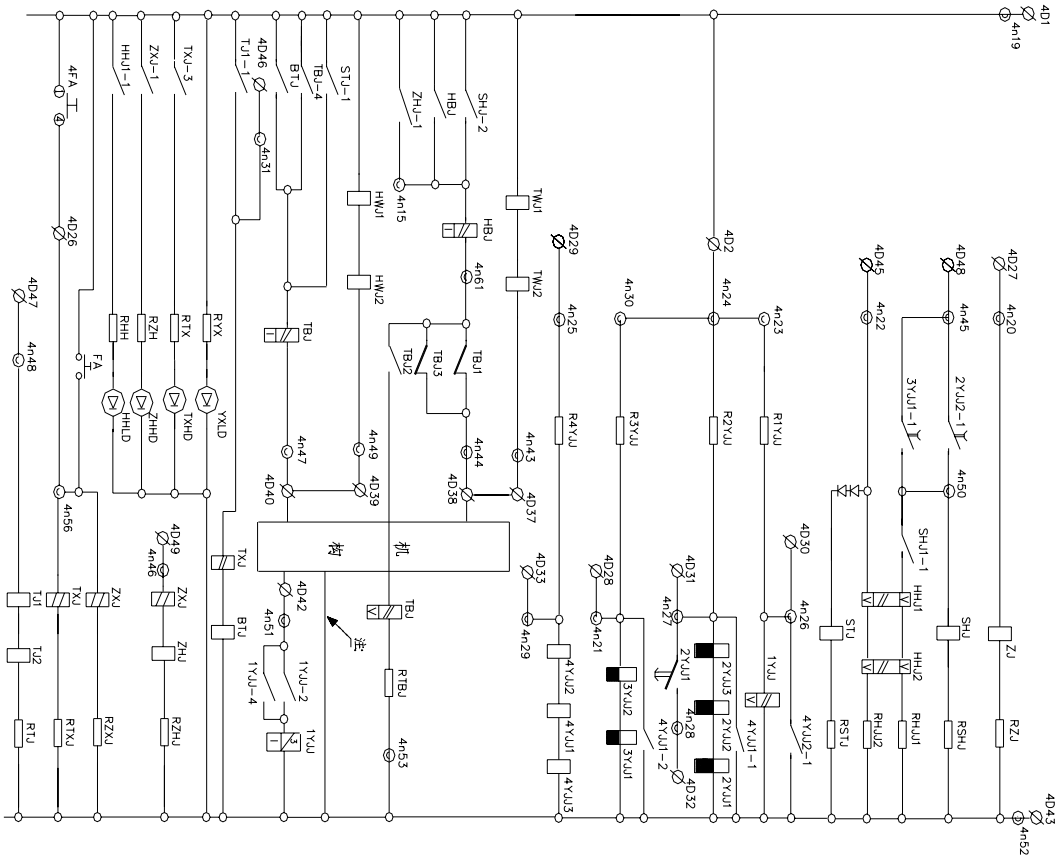 4D1
4n19
4FA
HHJ1-1
ZXJ-1
TXJ-3
TJ1-1
4D46
BTJ
TBJ-4
STJ-1
ZHJ-1
HBJ
SHJ-2
4n31
4n15
HWJ1
TWJ1
4D26
HBJ
4D29
4D2
4D45
4D48
4D27
4D47
HWJ2
4n61
TWJ2
4n30
4n24
4n23
4n25
4n22
4n45
4n20
4n48
RHH
RZH
RTX
RYX
TBJ
TBJ2
TBJ3
TBJ1
FA
HHLD
ZHHD
TXHD
YXLD
3YJJ1-1
2YJJ2-1
R4YJJ
R3YJJ
R2YJJ
R1YJJ
4n47
4n49
4n44
4n43
4n56
4D40
4D39
4D38
4D37
4n50
4D49
4n46
构 机
4D30
SHJ1-1
TXJ
4D33
4D28
4D31
TJ1
TXJ
ZXJ
ZXJ
4D42
TBJ
4n26
HHJ1
4n51
注
4n29
4n21
4n27
BTJ
STJ
SHJ
ZJ
TJ2
ZHJ
1YJJ-4
1YJJ-2
RTBJ
4YJJ2
3YJJ2
2YJJ1
2YJJ3
1YJJ
HHJ2
4n28
RTJ
RTXJ
RZXJ
RZHJ
1YJJ
4n53
4YJJ1
3YJJ1
4YJJ1-2
2YJJ2
4YJJ1-1
4YJJ2-1
RSTJ
RHJJ2
RHJJ1
RSHJ
RZJ
4YJJ3
4D32
2YJJ1
4D43
4n52